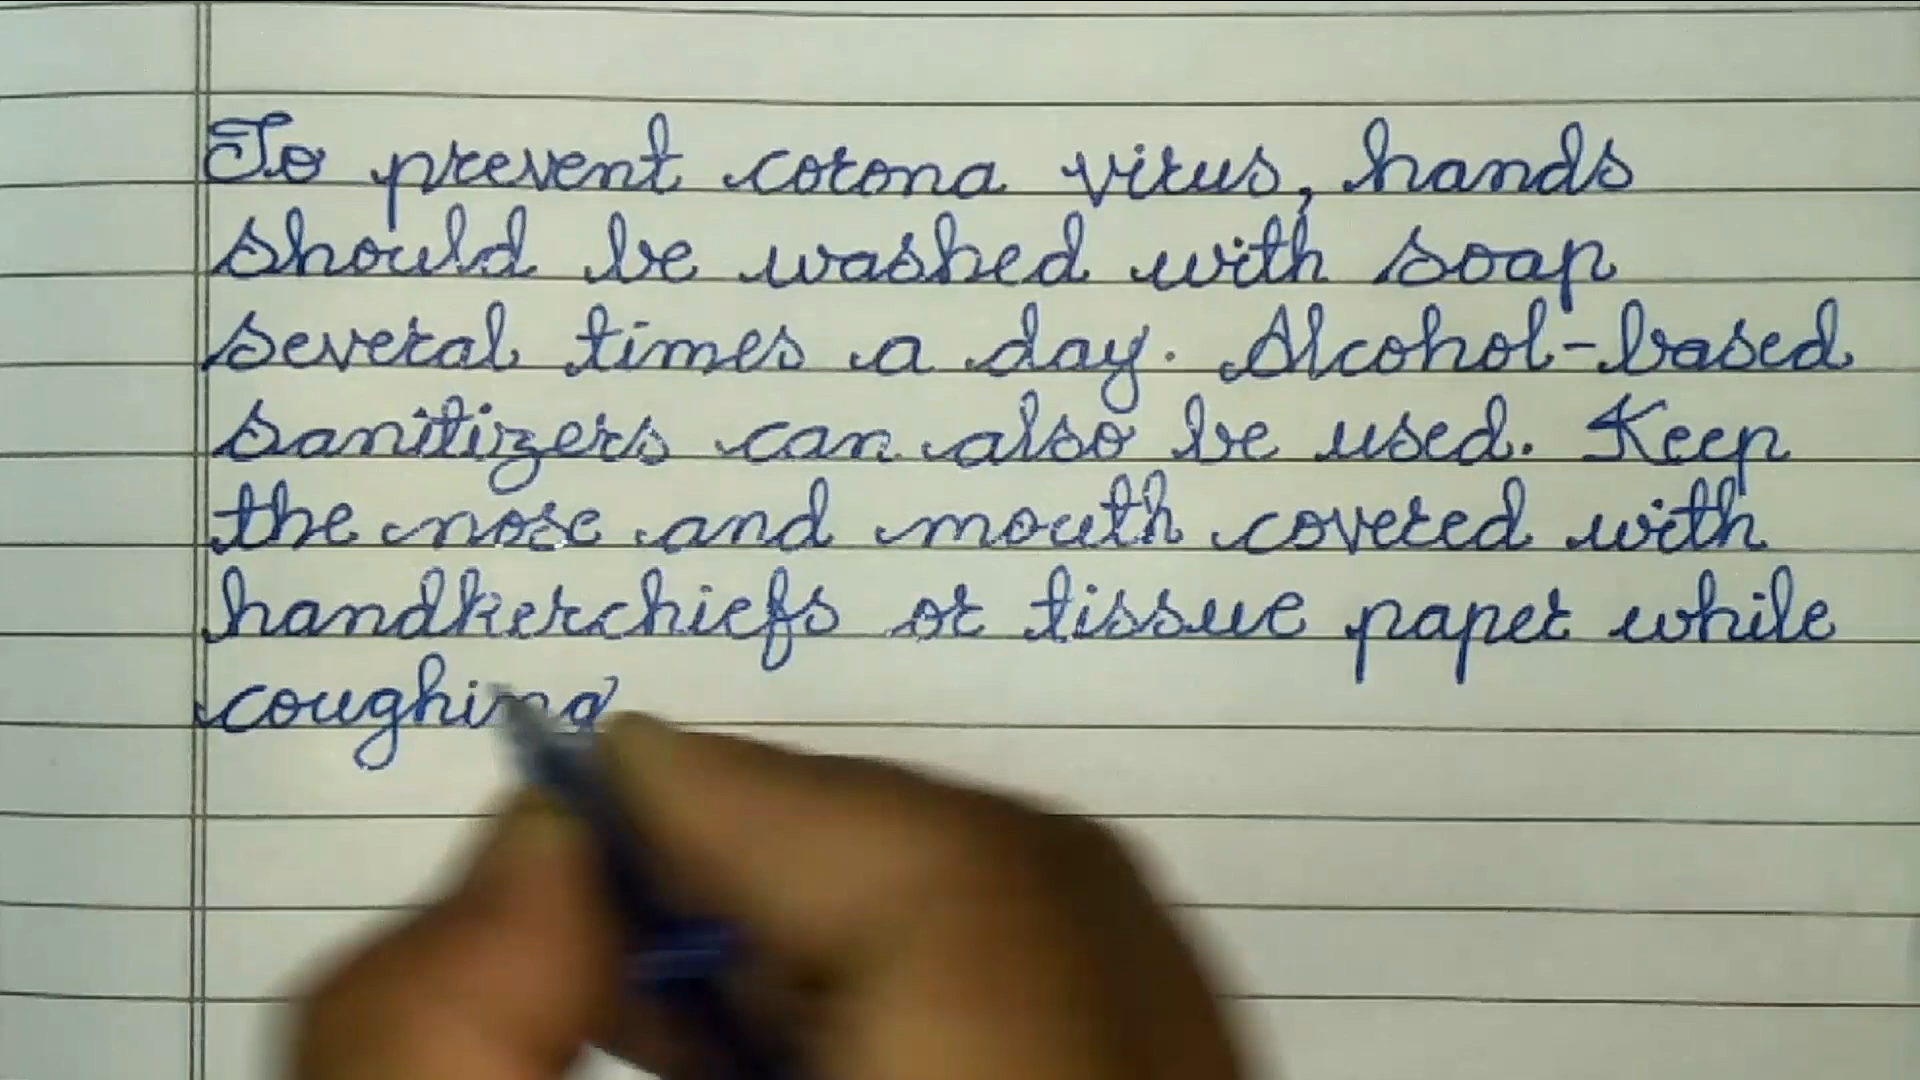 To prevent corona virus, hands
should be washed with soap
several times a day. Alcohol-based
sanitizers can also be used. Keep
the nose and mouth covered with
handkerchiefs or tissue paper while
coughing